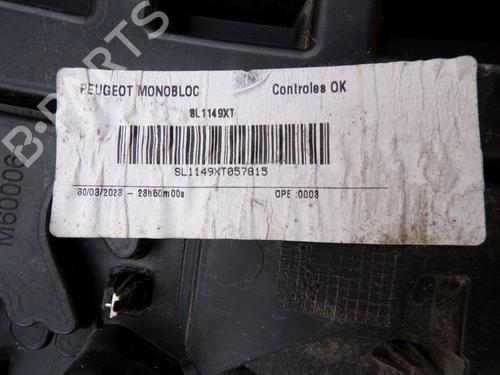 B-PARTS
PEUGEOT MONOBLOC Controles OK
SL1149XT
SL1149XT057815
30/03/2023 - 23h50m00s OPE :0003
M60006